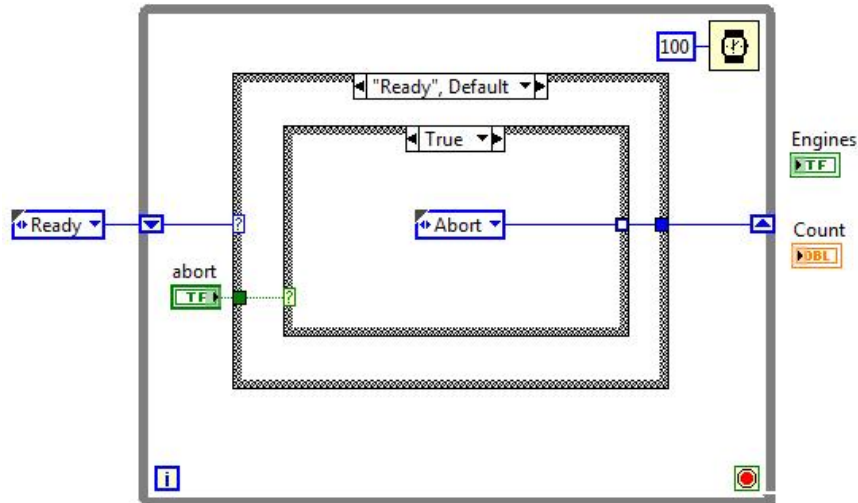 100
"Ready", Default
True
Engines
TF
Ready
?
Abort
Count
DBL
abort
TF
?
i